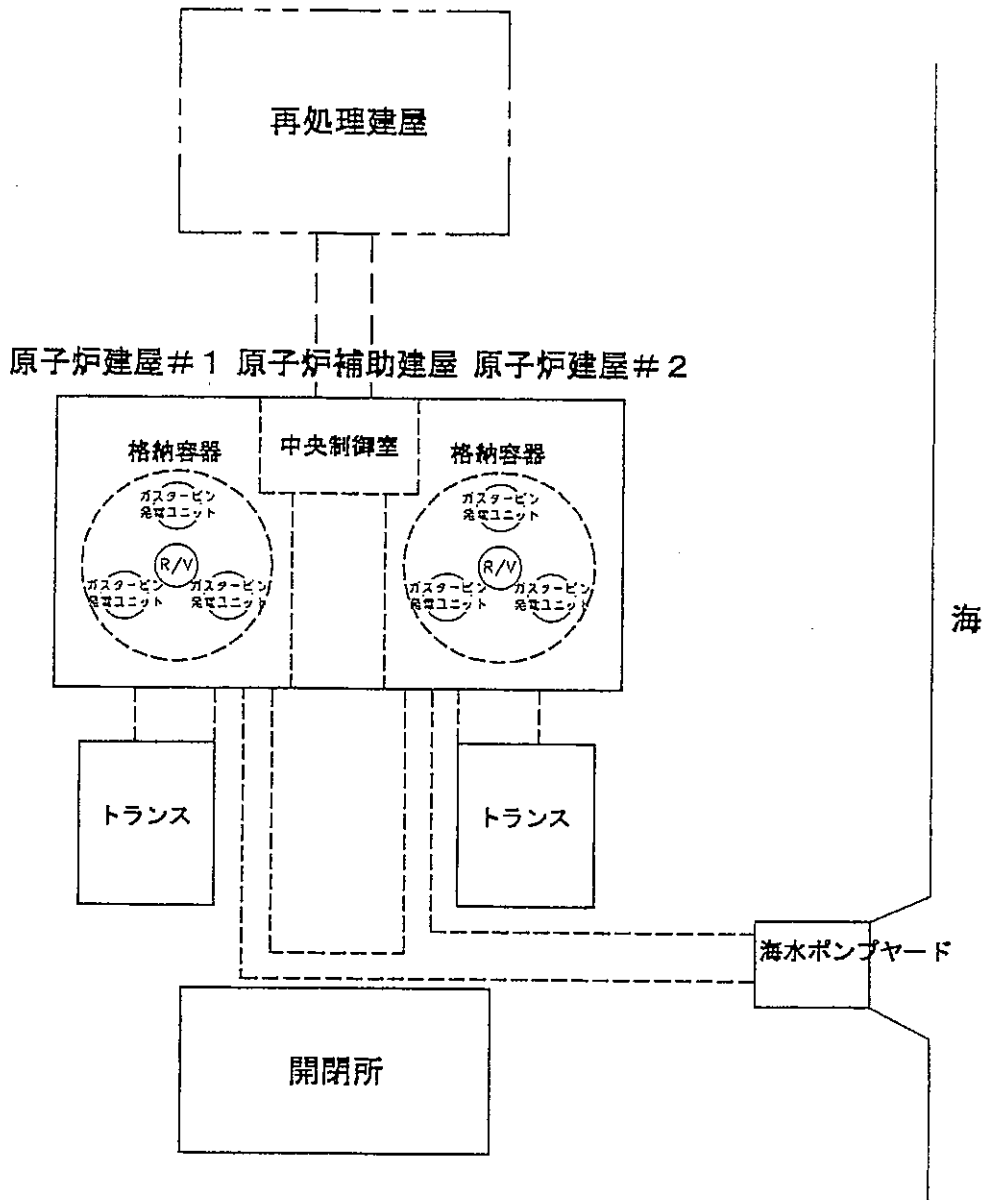 再処理建屋
原子炉建屋#1 原子炉補助建屋 原子炉建屋#2
中央制御室
格納容器
格納容器
ガスタービン
発電ユニット
ガスタービン
発電ユニット
R/V
R/V
ガスタービン
発電ユニット
ガスタービン
発電ユニット
ガスタービン
発電ユニット
ガスタービン
発電ユニット
海
トランス
トランス
海水ポンプヤード
開閉所